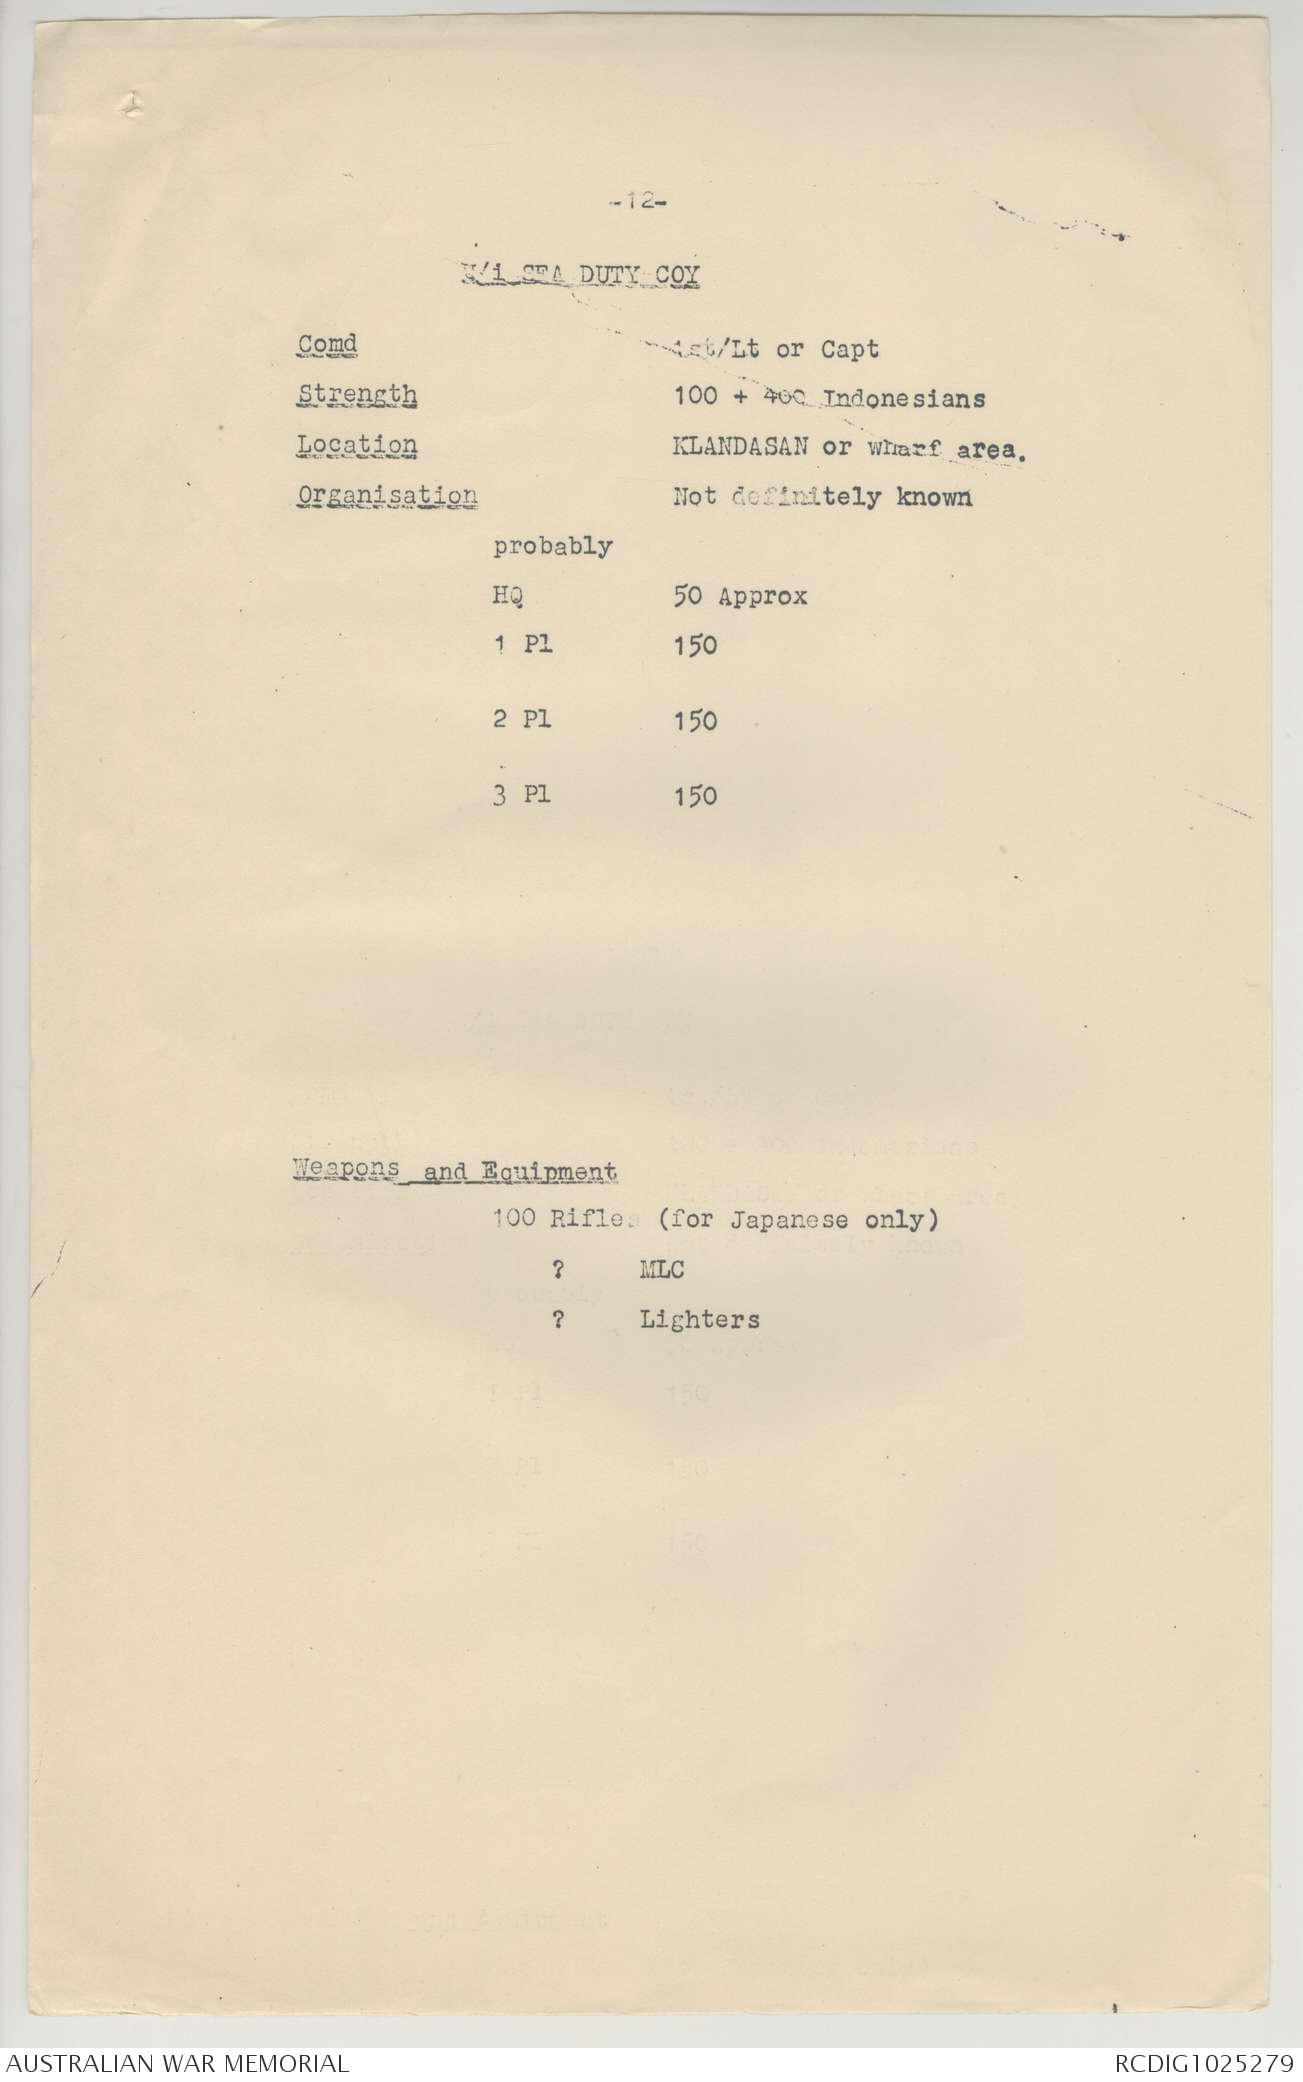 -12-
U/i SEA DUTY COY
Comd 1st/Lt or Capt
Strength 100 + 400 Indonesians
Location KLANDASAN or wharf area.
Organisation Not definitely known
probably
HQ 50 Approx
1 Pl 150
2 Pl 150
3 Pl 150
Weapons and Equipment
100 Rifles (for Japanese only)
? MLC
? Lighters
AUSTRALIAN WAR MEMORIAL RCDIG1025279